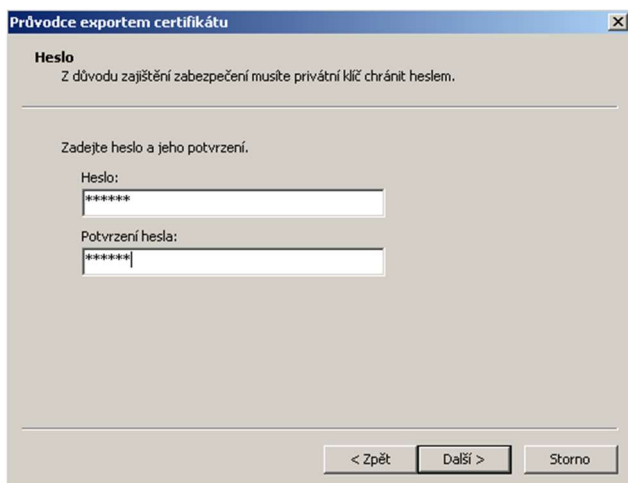 Průvodce exportem certifikátu
Heslo
Z důvodu zajištění zabezpečení musíte privátní klíč chránit heslem.
Zadejte heslo a jeho potvrzení.
Heslo:
******
Potvrzení hesla:
******
< Zpět Další > Storno